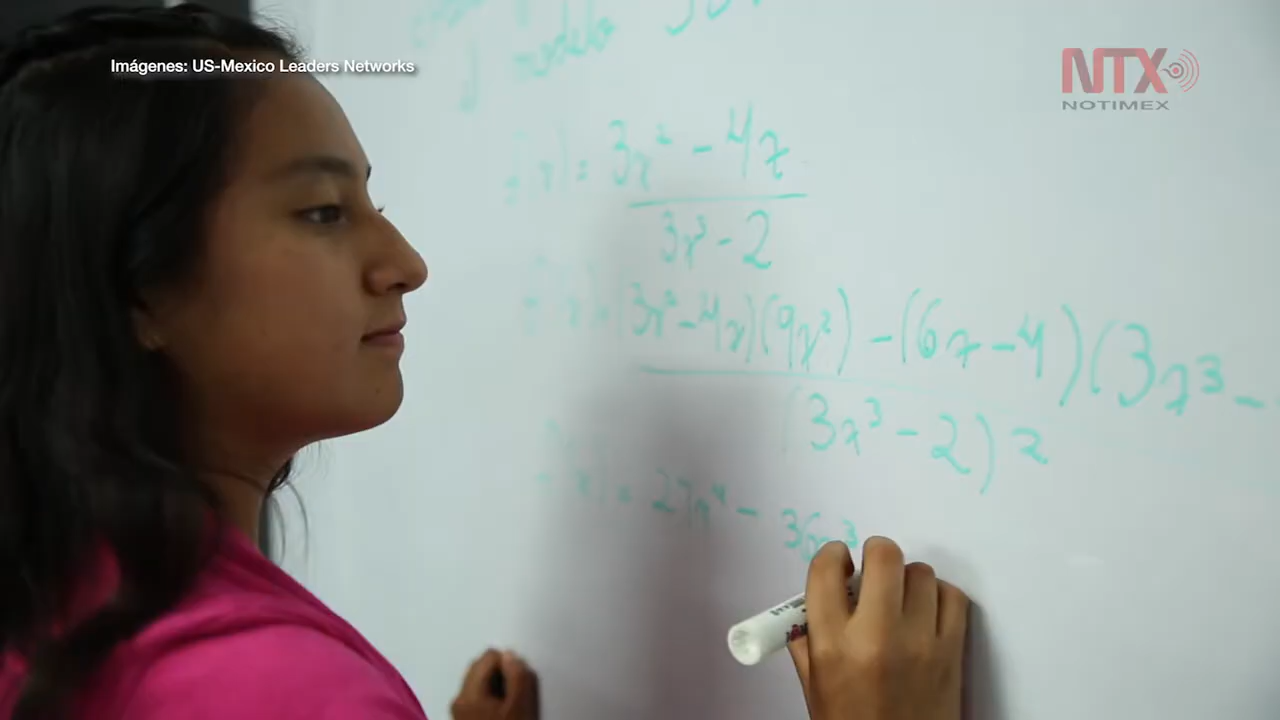 Imágenes: US-Mexico Leaders Networks
NTX
NOTIMEX
modelo
f(x) = 3x² - 4x
3x³ - 2
(3x² - 4x)(9x²) - (6x - 4)(3x³ -
(3x³ - 2)²
= 27x⁴ - 36x³